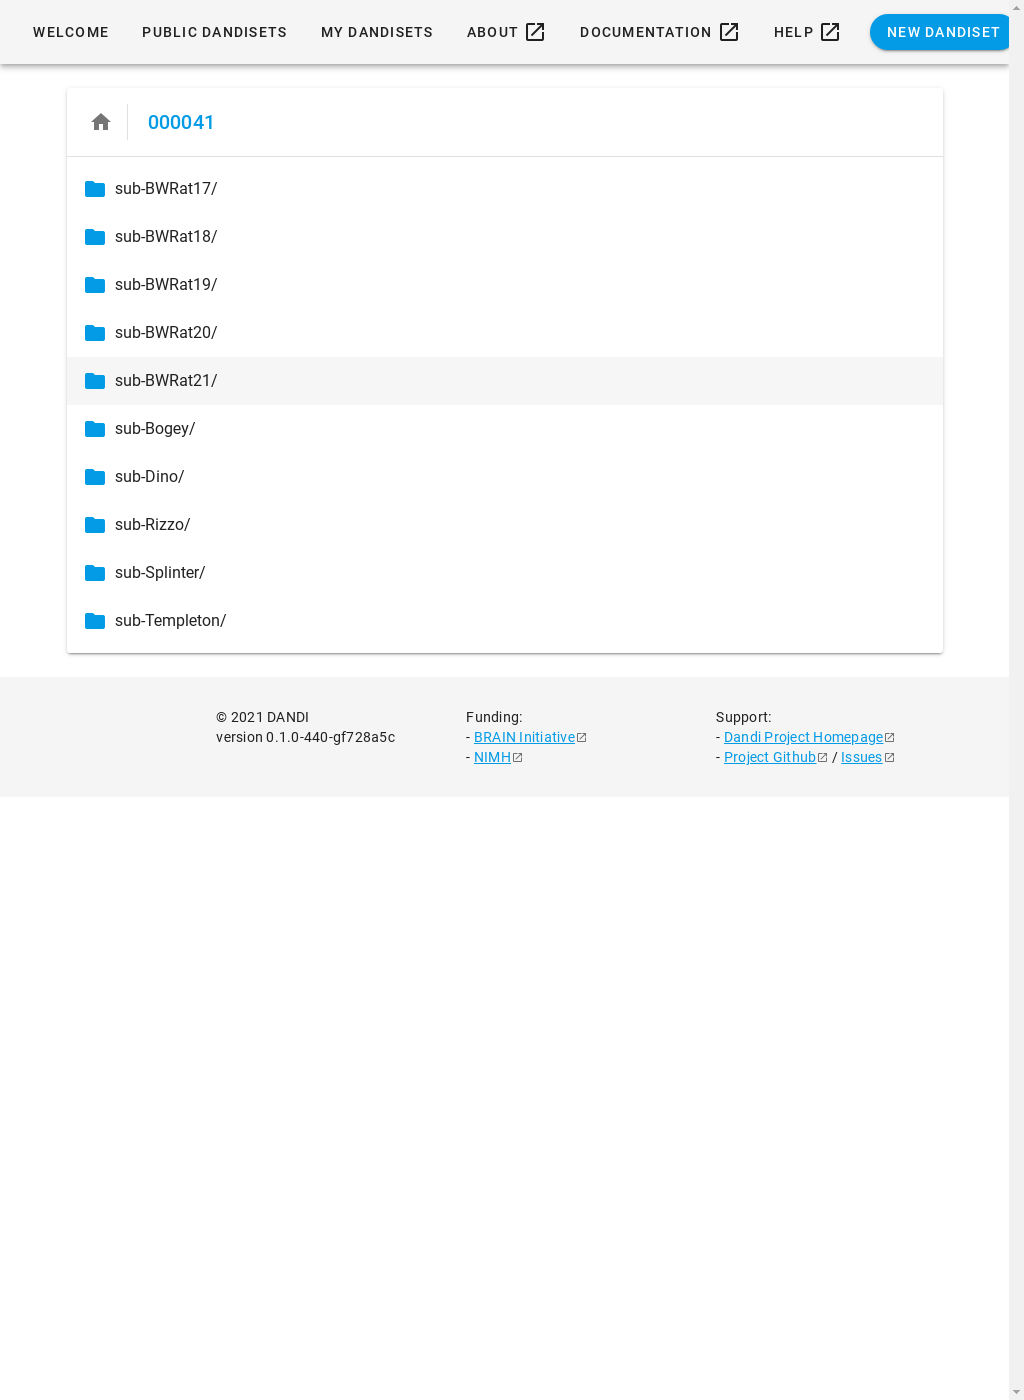 WELCOME PUBLIC DANDISETS MY DANDISETS ABOUT DOCUMENTATION HELP NEW DANDISET
000041
sub-BWRat17/
sub-BWRat18/
sub-BWRat19/
sub-BWRat20/
sub-BWRat21/
sub-Bogey/
sub-Dino/
sub-Rizzo/
sub-Splinter/
sub-Templeton/
© 2021 DANDI
version 0.1.0-440-gf728a5c
Funding:
- BRAIN Initiative
- NIMH
Support:
- Dandi Project Homepage
- Project Github / Issues